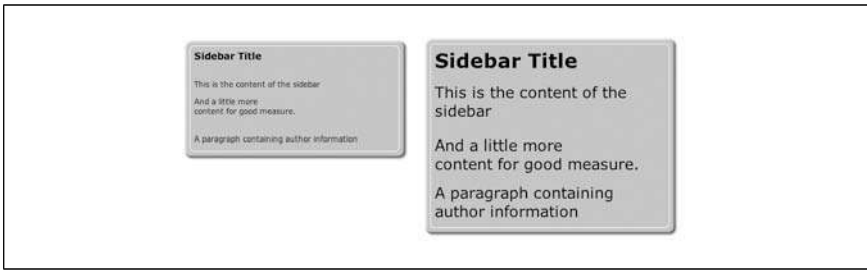 Sidebar Title
This is the content of the sidebar
And a little more
content for good measure.
A paragraph containing author information
Sidebar Title
This is the content of the
sidebar
And a little more
content for good measure.
A paragraph containing
author information